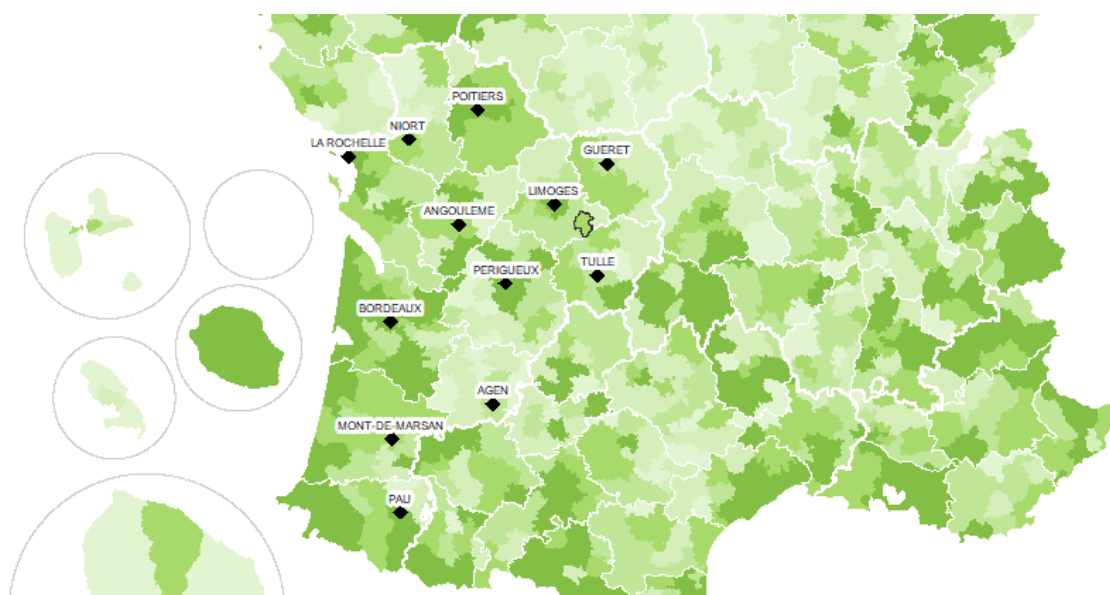 POITIERS
NIORT
LA ROCHELLE
GUERET
LIMOGES
ANGOULEME
TULLE
PERIGUEUX
BORDEAUX
AGEN
MONT-DE-MARSAN
PAU